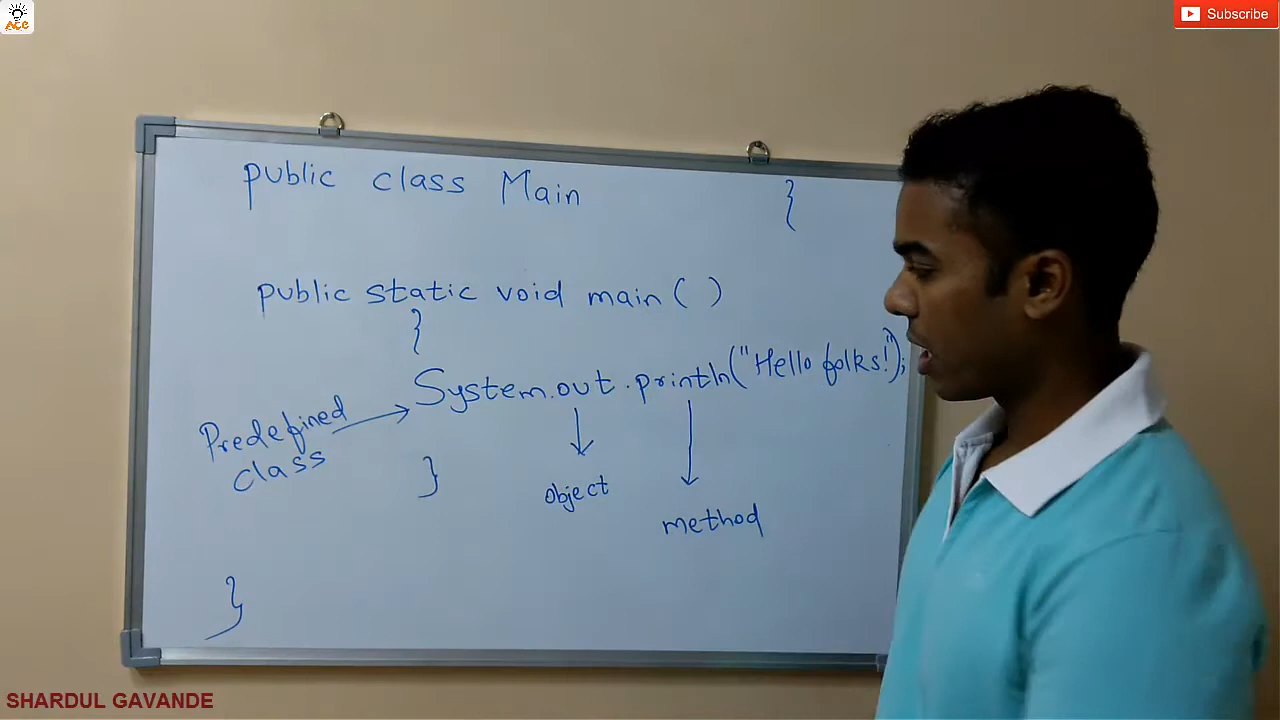 ACC
Subscribe
public class Main {
public static void main ( )
{
System.out.println("Hello folks!");
Predefined
class
}
object
method
}
SHARDUL GAVANDE